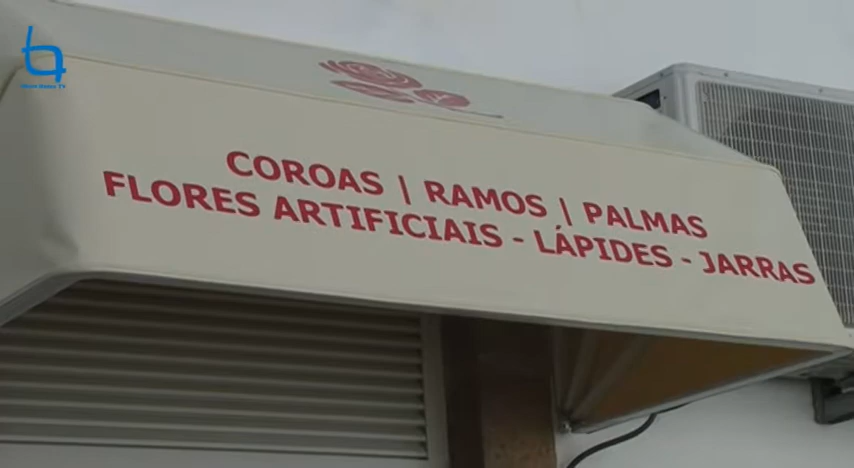 COROAS | RAMOS | PALMAS
FLORES ARTIFICIAIS - LÁPIDES - JARRAS